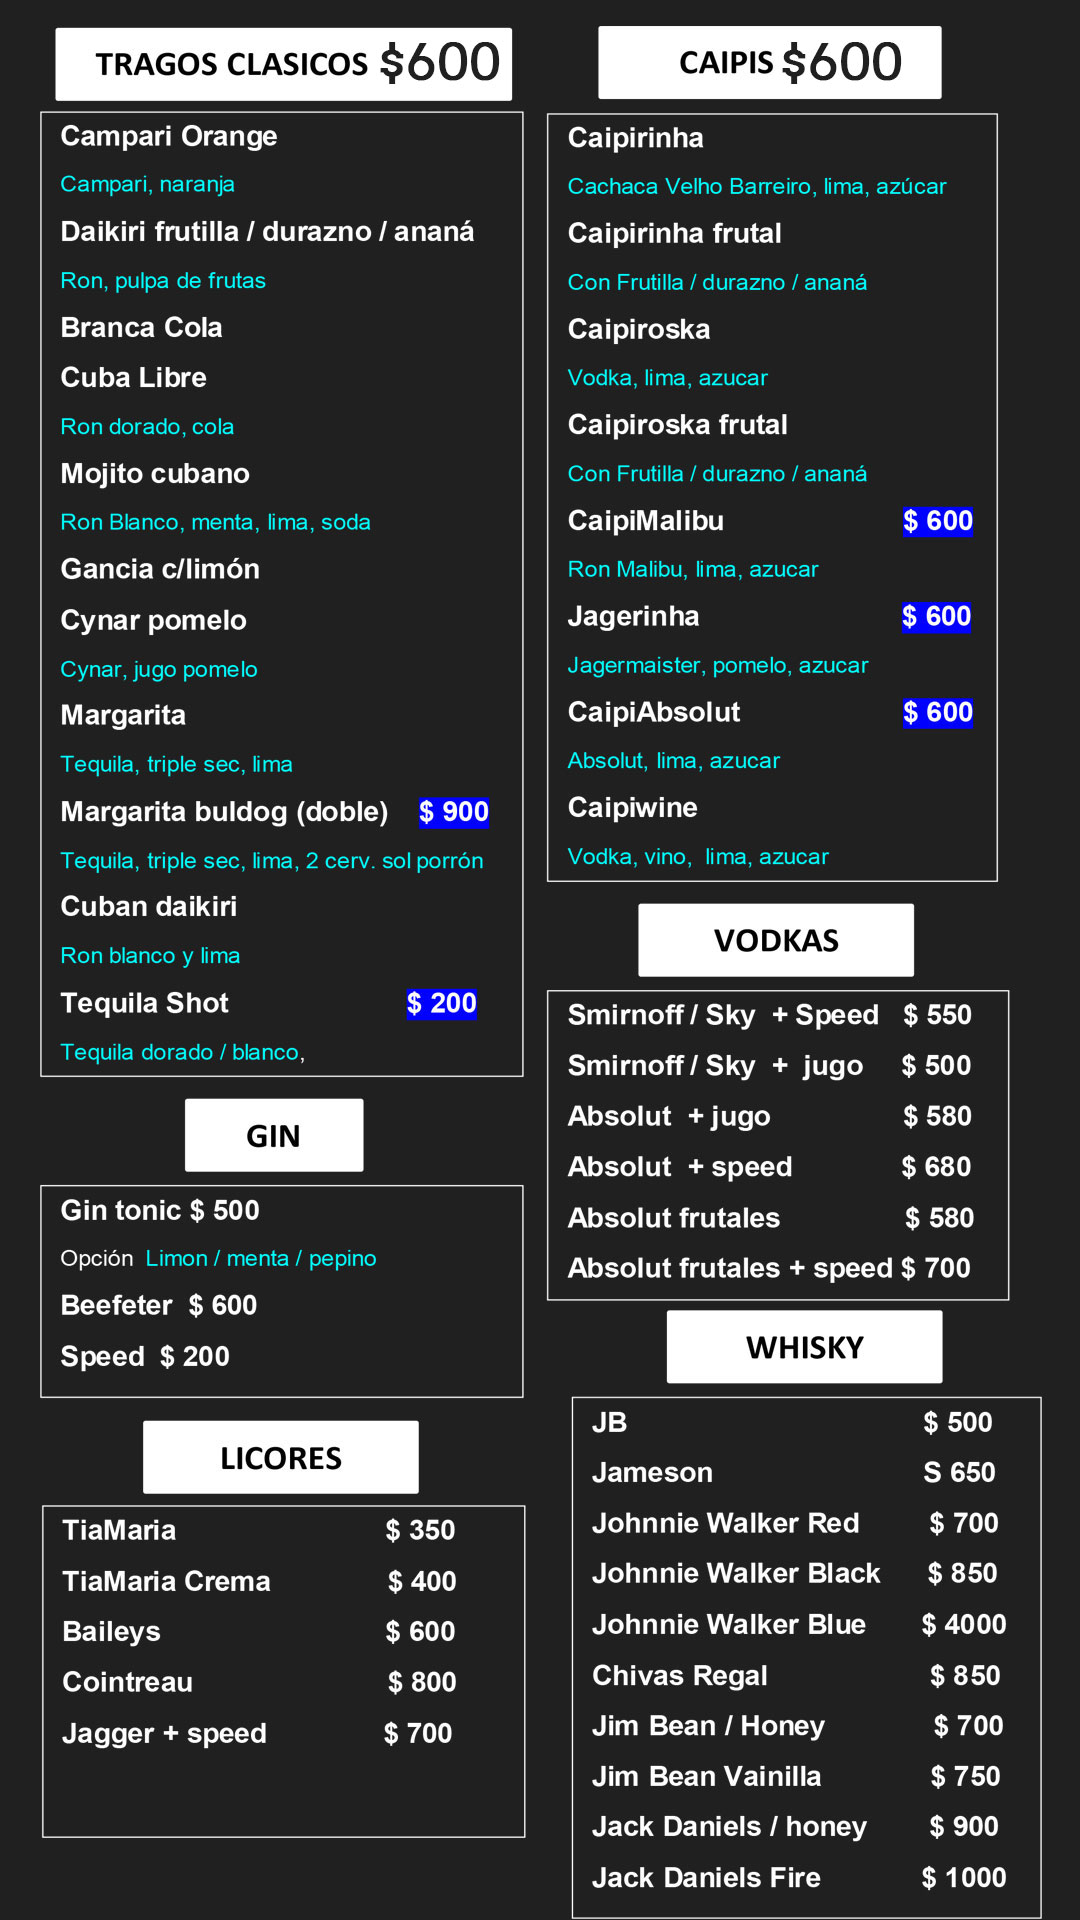 TRAGOS CLASICOS $600
Campari Orange
Campari, naranja
Daikiri frutilla / durazno / ananá
Ron, pulpa de frutas
Branca Cola
Cuba Libre
Ron dorado, cola
Mojito cubano
Ron Blanco, menta, lima, soda
Gancia c/limón
Cynar pomelo
Cynar, jugo pomelo
Margarita
Tequila, triple sec, lima
Margarita buldog (doble) $ 900
Tequila, triple sec, lima, 2 cerv. sol porrón
Cuban daikiri
Ron blanco y lima
Tequila Shot $ 200
Tequila dorado / blanco,
GIN
Gin tonic $ 500
Opción Limon / menta / pepino
Beefeter $ 600
Speed $ 200
LICORES
TiaMaria $ 350
TiaMaria Crema $ 400
Baileys $ 600
Cointreau $ 800
Jagger + speed $ 700
CAIPIS $600
Caipirinha
Cachaca Velho Barreiro, lima, azúcar
Caipirinha frutal
Con Frutilla / durazno / ananá
Caipiroska
Vodka, lima, azucar
Caipiroska frutal
Con Frutilla / durazno / ananá
CaipiMalibu $ 600
Ron Malibu, lima, azucar
Jagerinha $ 600
Jagermaister, pomelo, azucar
CaipiAbsolut $ 600
Absolut, lima, azucar
Caipiwine
Vodka, vino, lima, azucar
VODKAS
Smirnoff / Sky + Speed $ 550
Smirnoff / Sky + jugo $ 500
Absolut + jugo $ 580
Absolut + speed $ 680
Absolut frutales $ 580
Absolut frutales + speed $ 700
WHISKY
JB $ 500
Jameson S 650
Johnnie Walker Red $ 700
Johnnie Walker Black $ 850
Johnnie Walker Blue $ 4000
Chivas Regal $ 850
Jim Bean / Honey $ 700
Jim Bean Vainilla $ 750
Jack Daniels / honey $ 900
Jack Daniels Fire $ 1000